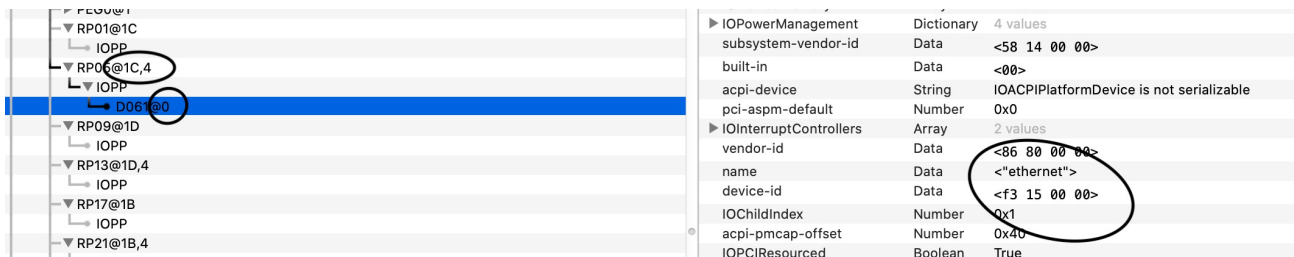 PEG0@1
RP01@1C
IOPP
RP05@1C,4
IOPP
D061@0
RP09@1D
IOPP
RP13@1D,4
IOPP
RP17@1B
IOPP
RP21@1B,4
IOPowerManagement Dictionary 4 values
subsystem-vendor-id Data <58 14 00 00>
built-in Data <00>
acpi-device String IOACPIPlatformDevice is not serializable
pci-aspm-default Number 0x0
IOInterruptControllers Array 2 values
vendor-id Data <86 80 00 00>
name Data <"ethernet">
device-id Data <f3 15 00 00>
IOChildIndex Number 0x1
acpi-pmcap-offset Number 0x40
IOPCIResourced Boolean True